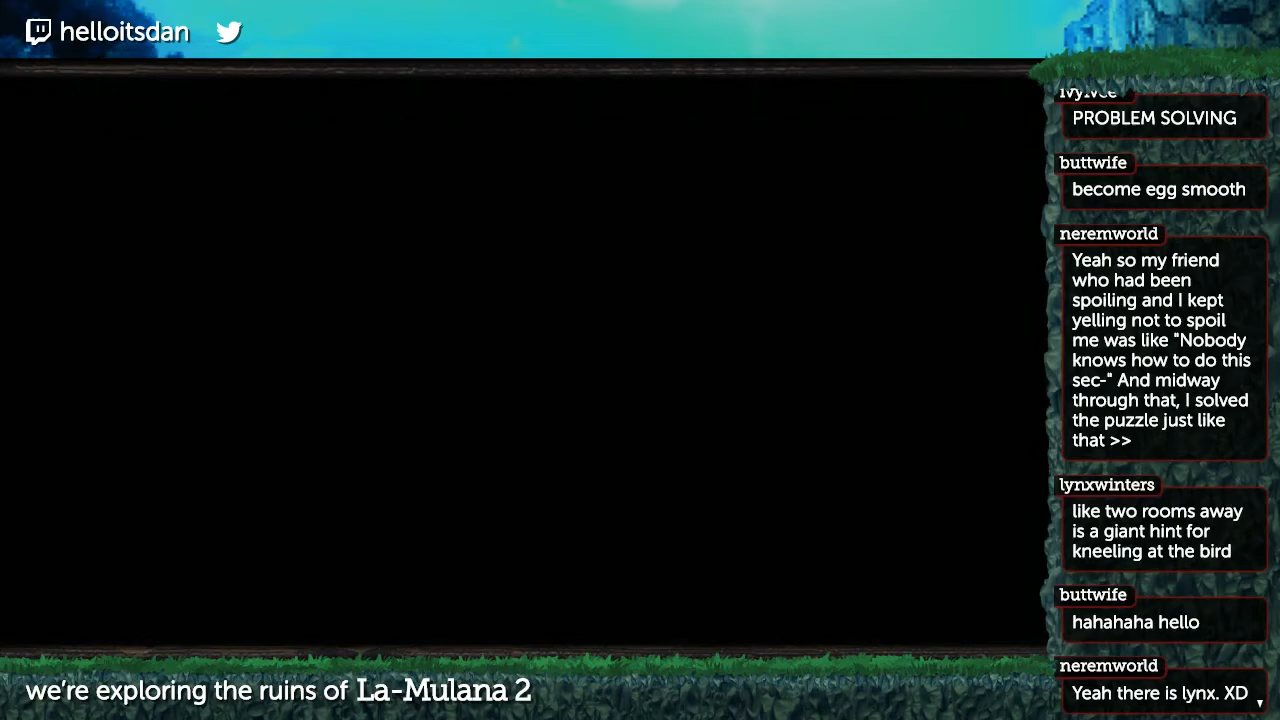 helloitsdan
ivyivee
PROBLEM SOLVING
buttwife
become egg smooth
neremworld
Yeah so my friend
who had been
spoiling and I kept
yelling not to spoil
me was like "Nobody
knows how to do this
sec-" And midway
through that, I solved
the puzzle just like
that >>
lynxwinters
like two rooms away
is a giant hint for
kneeling at the bird
buttwife
hahahaha hello
neremworld
Yeah there is lynx. XD
we're exploring the ruins of La-Mulana 2